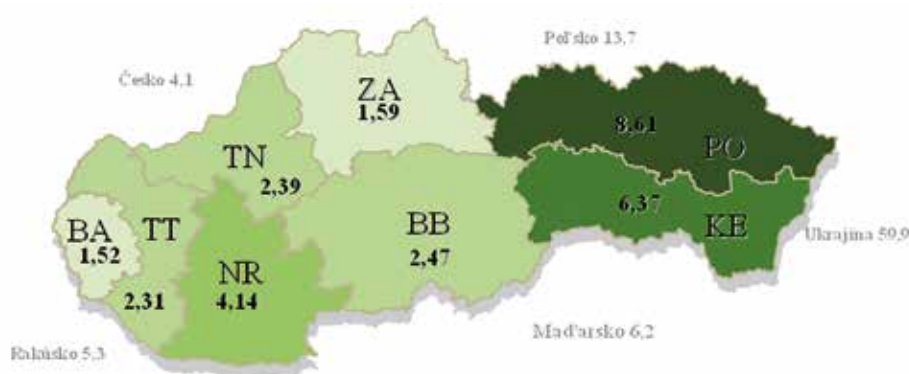 Poľsko 13,7
Česko 4,1
ZA
1,59
8,61
PO
TN
2,39
6,37
KE
BA
1,52
TT
BB
2,47
Ukrajina 59,9
NR
4,14
2,31
Maďarsko 6,2
Rakúsko 5,3